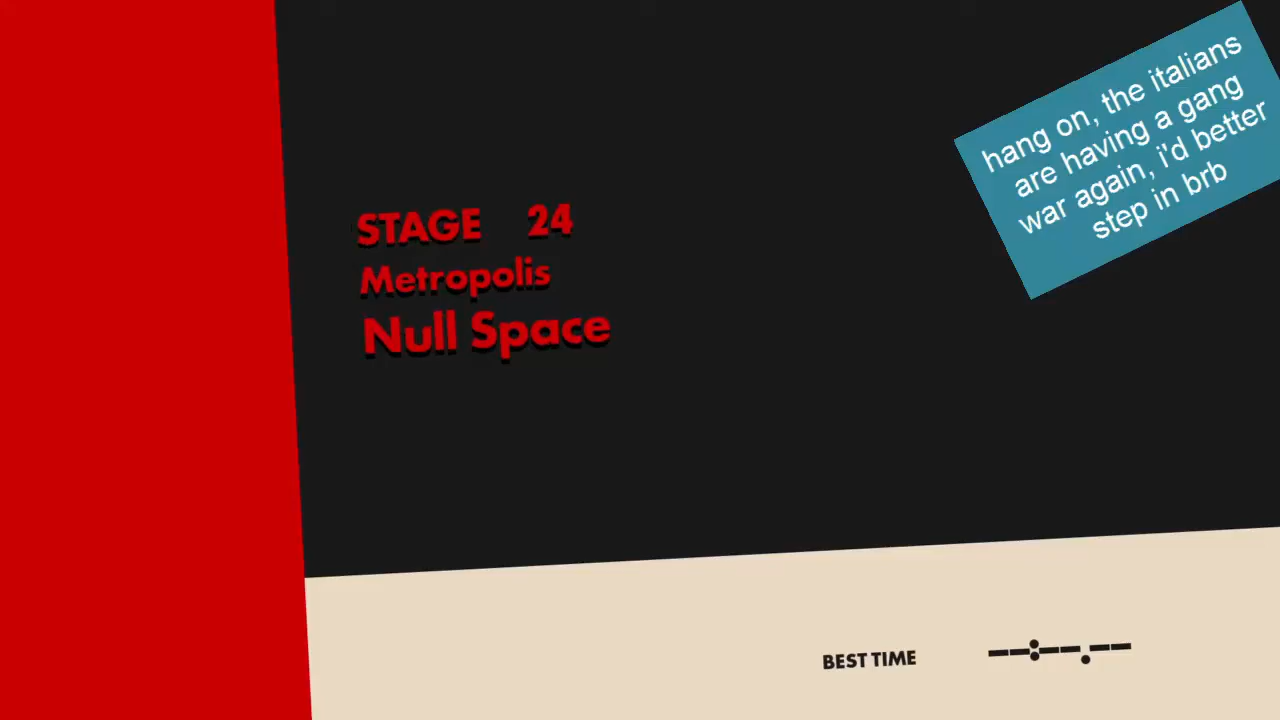 hang on, the italians
are having a gang
war again, i'd better
step in brb
STAGE 24
Metropolis
Null Space
BEST TIME --:--.--